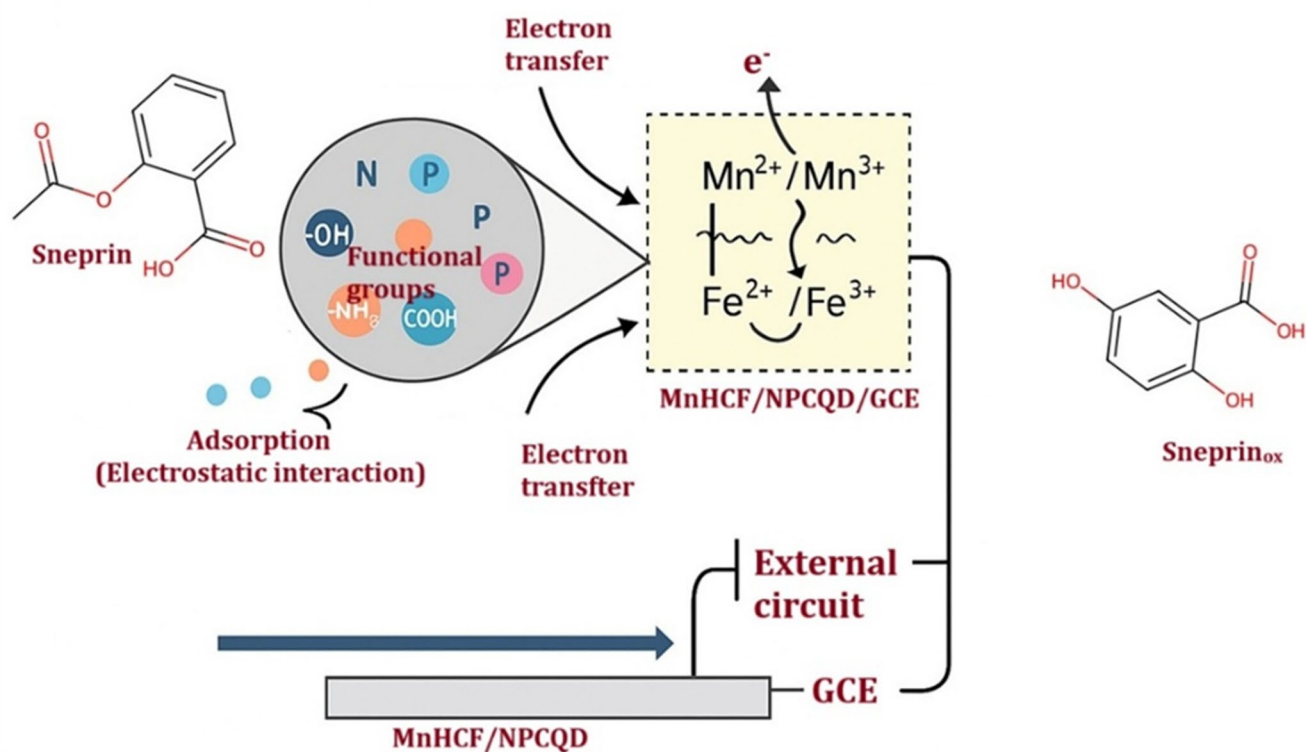 Electron
transfer
e-
O
O
Sneprin
HO
O
N
P
-OH
P
Functional
groups
P
-NH
COOH
Mn2+/Mn3+
Fe2+ /Fe3+
MnHCF/NPCQD/GCE
Adsorption
(Electrostatic interaction)
Electron
transfter
HO
O
OH
OH
Sneprinox
External
circuit
GCE
MnHCF/NPCQD